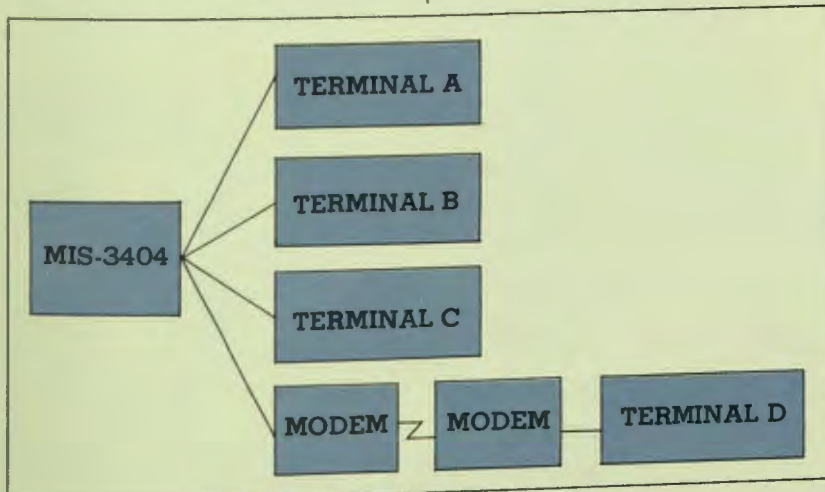 TERMINAL A
TERMINAL B
MIS-3404
TERMINAL C
MODEM
MODEM
TERMINAL D